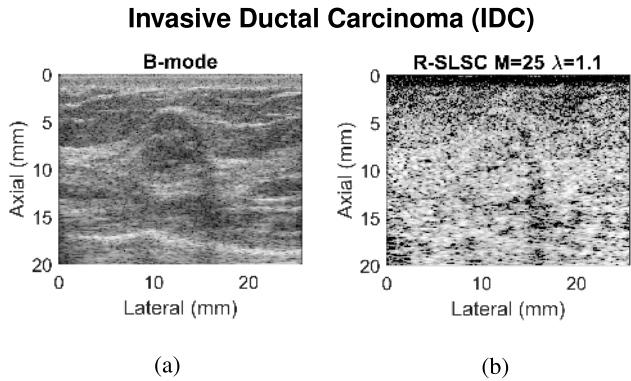 Invasive Ductal Carcinoma (IDC)
B-mode
R-SLSC M=25 λ=1.1
0
5
10
15
20
Axial (mm)
0
10
20
Lateral (mm)
0
5
10
15
20
Axial (mm)
0
10
20
Lateral (mm)
(a)
(b)